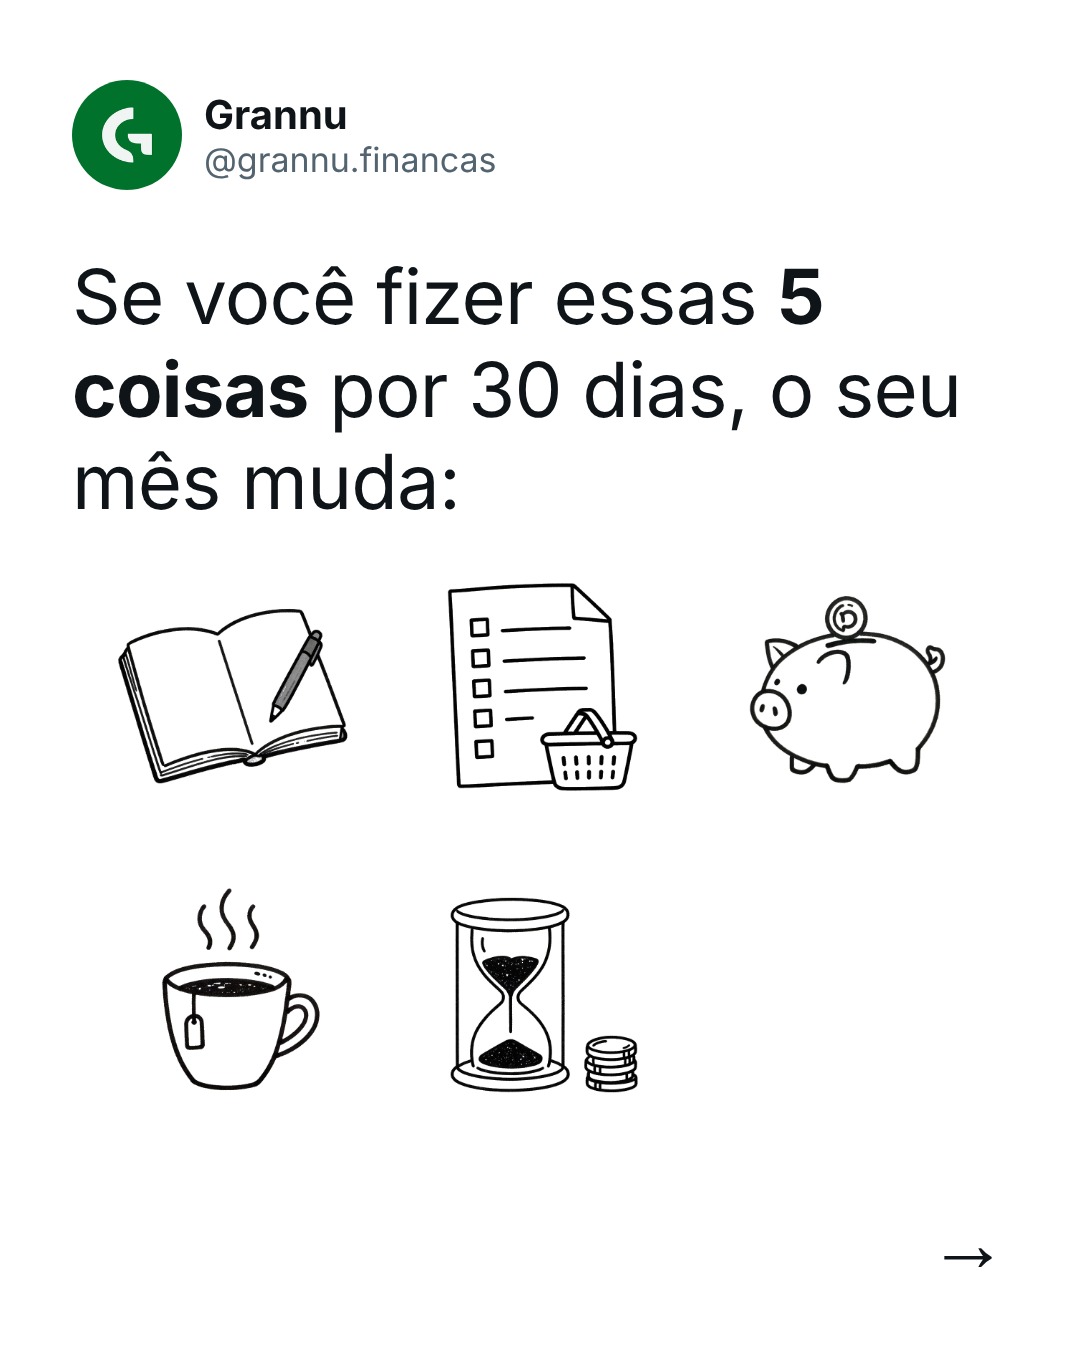 Grannu
@grannu.financas
Se você fizer essas 5
coisas por 30 dias, o seu
mês muda:
→